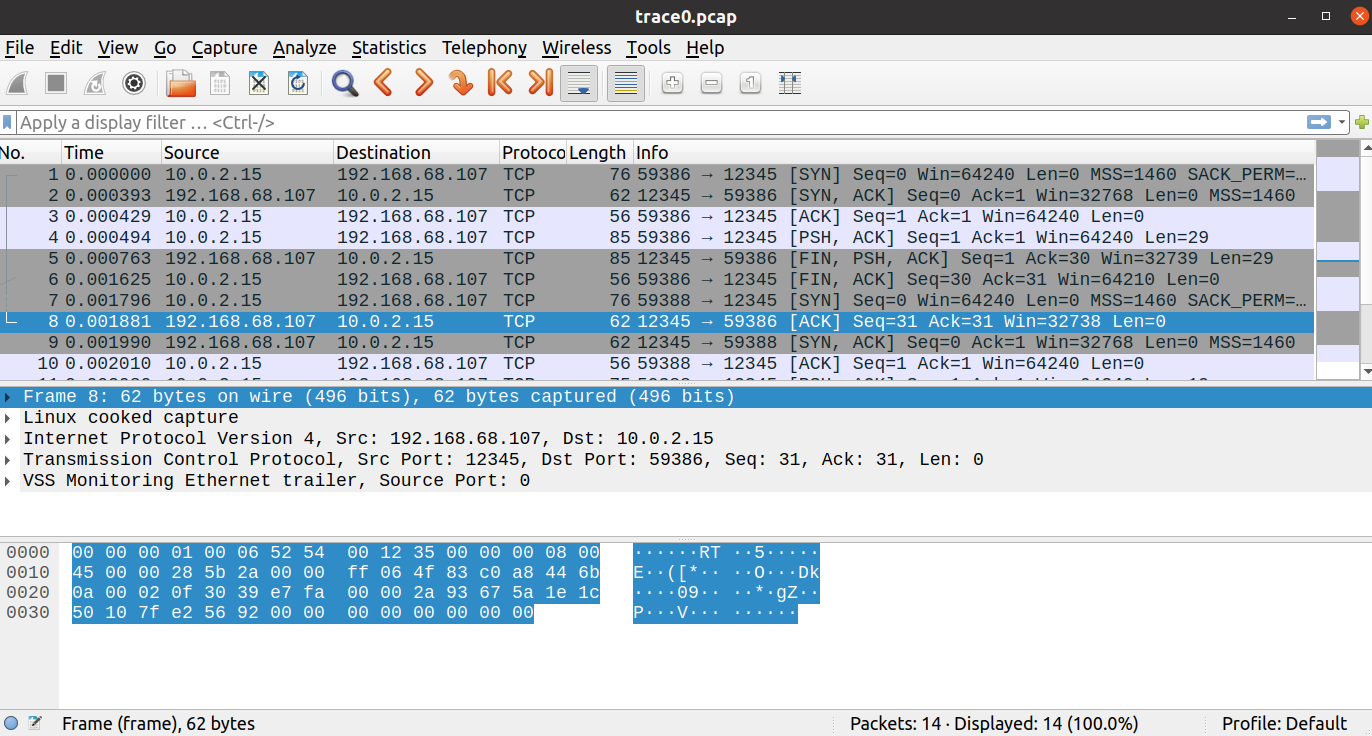 trace0.pcap
File Edit View Go Capture Analyze Statistics Telephony Wireless Tools Help
Apply a display filter … <Ctrl-/>
No. Time Source Destination Protoco Length Info
1 0.000000 10.0.2.15 192.168.68.107 TCP 76 59386 → 12345 [SYN] Seq=0 Win=64240 Len=0 MSS=1460 SACK_PERM=…
2 0.000393 192.168.68.107 10.0.2.15 TCP 62 12345 → 59386 [SYN, ACK] Seq=0 Ack=1 Win=32768 Len=0 MSS=1460
3 0.000429 10.0.2.15 192.168.68.107 TCP 56 59386 → 12345 [ACK] Seq=1 Ack=1 Win=64240 Len=0
4 0.000494 10.0.2.15 192.168.68.107 TCP 85 59386 → 12345 [PSH, ACK] Seq=1 Ack=1 Win=64240 Len=29
5 0.000763 192.168.68.107 10.0.2.15 TCP 85 12345 → 59386 [FIN, PSH, ACK] Seq=1 Ack=30 Win=32739 Len=29
6 0.001625 10.0.2.15 192.168.68.107 TCP 56 59386 → 12345 [FIN, ACK] Seq=30 Ack=31 Win=64210 Len=0
7 0.001796 10.0.2.15 192.168.68.107 TCP 76 59388 → 12345 [SYN] Seq=0 Win=64240 Len=0 MSS=1460 SACK_PERM=…
8 0.001881 192.168.68.107 10.0.2.15 TCP 62 12345 → 59386 [ACK] Seq=31 Ack=31 Win=32738 Len=0
9 0.001990 192.168.68.107 10.0.2.15 TCP 62 12345 → 59388 [SYN, ACK] Seq=0 Ack=1 Win=32768 Len=0 MSS=1460
10 0.002010 10.0.2.15 192.168.68.107 TCP 56 59388 → 12345 [ACK] Seq=1 Ack=1 Win=64240 Len=0
Frame 8: 62 bytes on wire (496 bits), 62 bytes captured (496 bits)
Linux cooked capture
Internet Protocol Version 4, Src: 192.168.68.107, Dst: 10.0.2.15
Transmission Control Protocol, Src Port: 12345, Dst Port: 59386, Seq: 31, Ack: 31, Len: 0
VSS Monitoring Ethernet trailer, Source Port: 0
0000 00 00 00 01 00 06 52 54 00 12 35 00 00 00 08 00 ······RT ··5·····
0010 45 00 00 28 5b 2a 00 00 ff 06 4f 83 c0 a8 44 6b E··([*·· ··O···Dk
0020 0a 00 02 0f 30 39 e7 fa 00 00 2a 93 67 5a 1e 1c ····09·· ··*·gZ··
0030 50 10 7f e2 56 92 00 00 00 00 00 00 00 00 P···V··· ······
Frame (frame), 62 bytes
Packets: 14 · Displayed: 14 (100.0%)
Profile: Default